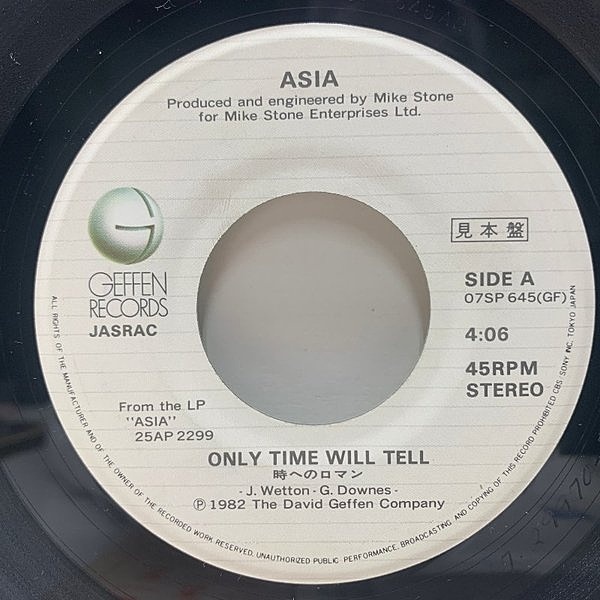 ASIA
Produced and engineered by Mike Stone
for Mike Stone Enterprises Ltd.
見本盤
GEFFEN
RECORDS
JASRAC
SIDE A
07SP 645(GF)
4:06
45RPM
STEREO
From the LP
"ASIA"
25AP 2299
ONLY TIME WILL TELL
時へのロマン
- J. Wetton - G. Downes -
Ⓟ 1982 The David Geffen Company
ALL RIGHTS OF THE MANUFACTURER AND OF THE OWNER OF THE RECORDED WORK RESERVED. UNAUTHORIZED PUBLIC PERFORMANCE, BROADCASTING AND COPYING OF THIS RECORD PROHIBITED CBS/SONY INC. TOKYO JAPAN